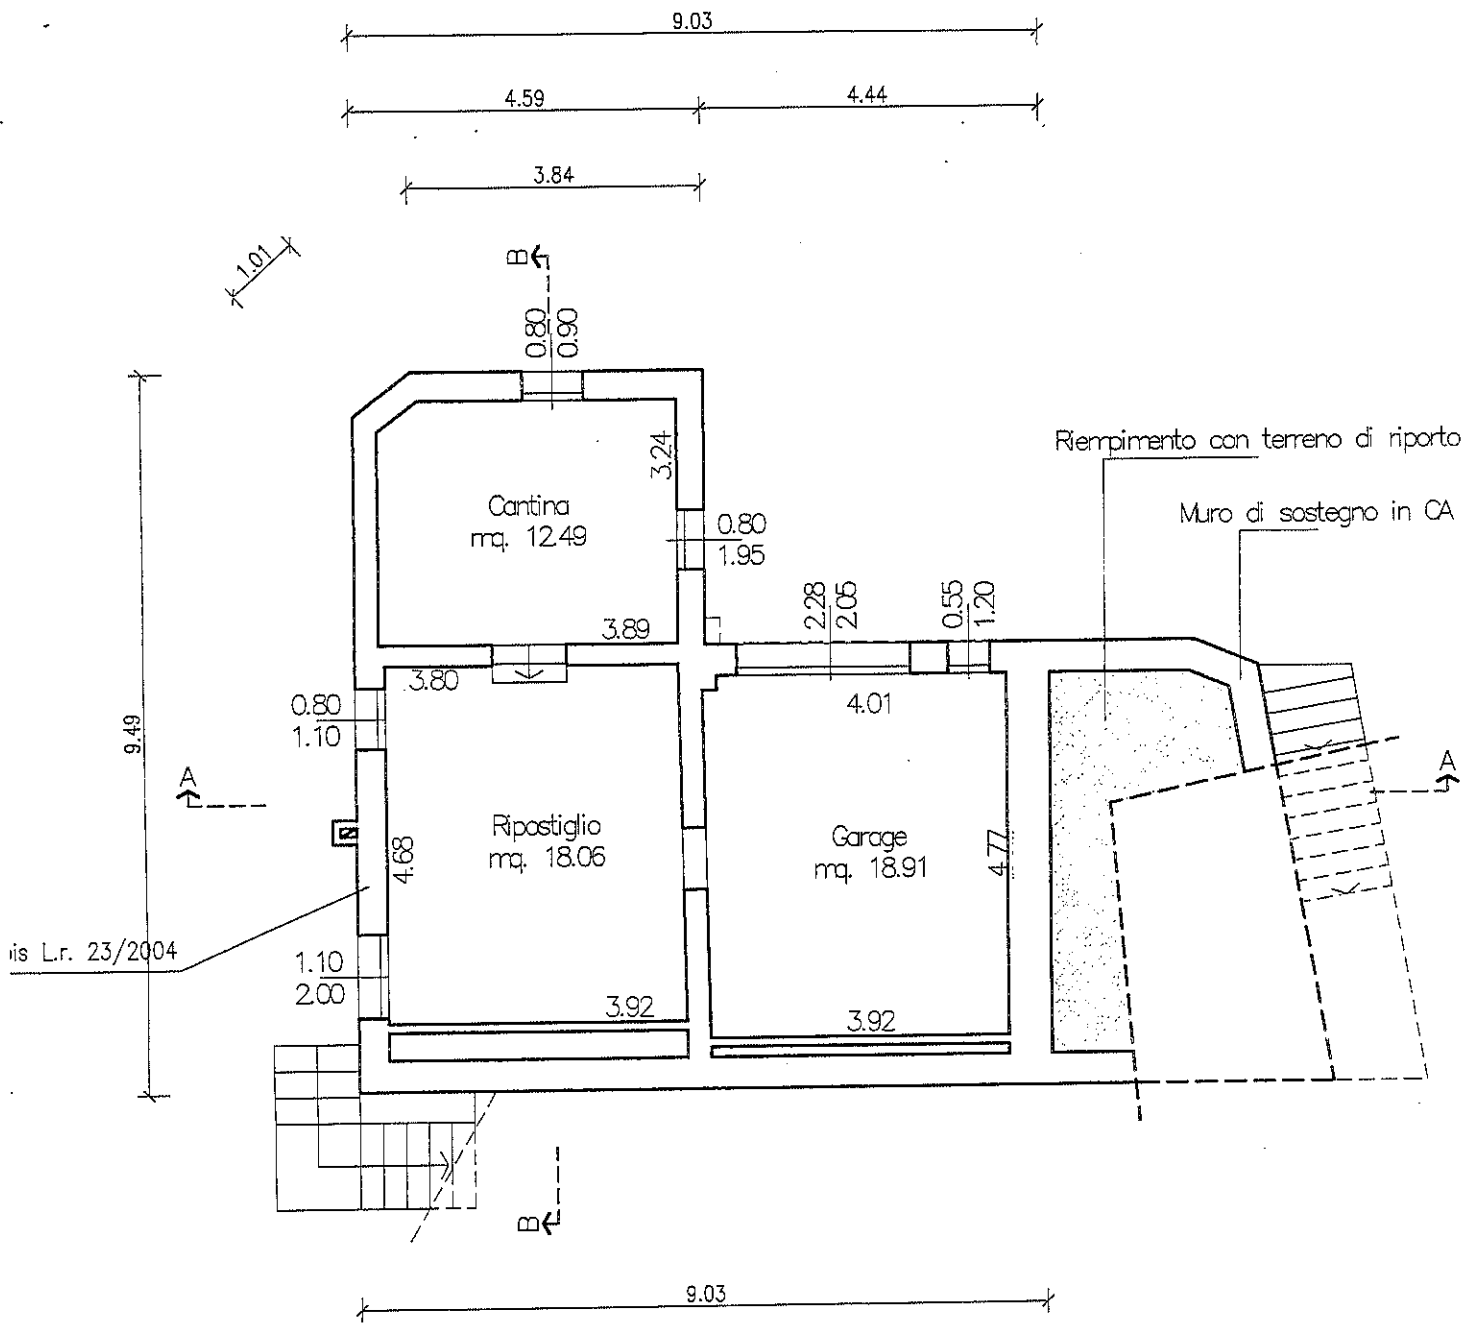 9.03
4.59
4.44
3.84
1.01
B
0.80
0.90
9.49
3.24
Cantina
mq. 12.49
0.80
1.95
Riempimento con terreno di riporto
Muro di sostegno in CA
2.28
2.05
0.55
1.20
3.89
3.80
4.01
0.80
1.10
A
A
Ripostiglio
mq. 18.06
4.68
Garage
mq. 18.91
4.77
is L.r. 23/2004
1.10
2.00
3.92
3.92
B
9.03